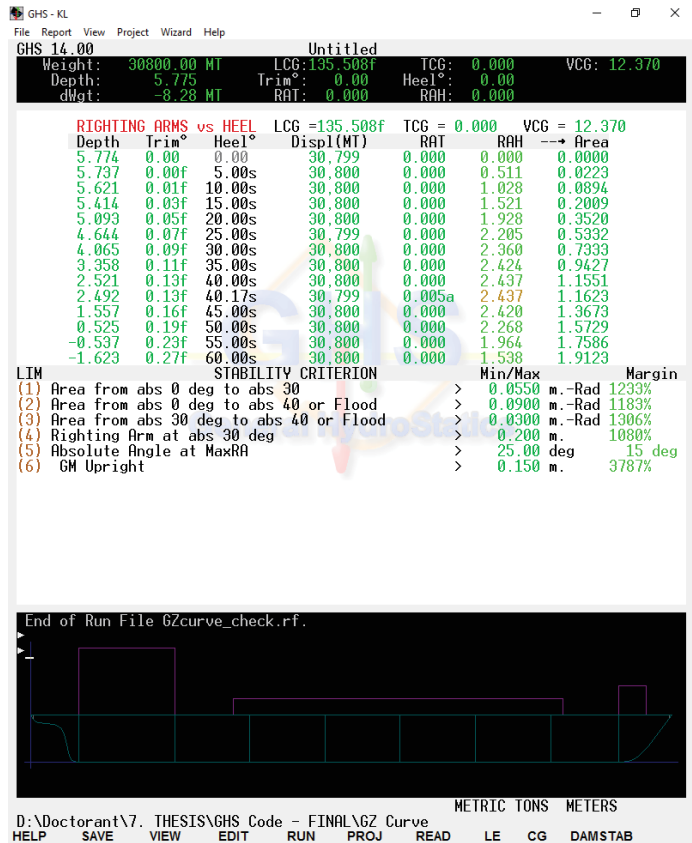 GHS - KL
File Report View Project Wizard Help
GHS 14.00 Untitled
Weight: 30800.00 MT LCG:135.508f TCG: 0.000 VCG: 12.370
Depth: 5.775 Trim°: 0.00 Heel°: 0.00
dWgt: -8.28 MT RAT: 0.000 RAH: 0.000
RIGHTING ARMS vs HEEL LCG =135.508f TCG = 0.000 VCG = 12.370
Depth Trim° Heel° Displ(MT) RAT RAH --→ Area
5.774 0.00 0.00 30,799 0.000 0.000 0.0000
5.737 0.00f 5.00s 30,800 0.000 0.511 0.0223
5.621 0.01f 10.00s 30,800 0.000 1.028 0.0894
5.414 0.03f 15.00s 30,800 0.000 1.521 0.2009
5.093 0.05f 20.00s 30,800 0.000 1.928 0.3520
4.644 0.07f 25.00s 30,799 0.000 2.205 0.5332
4.065 0.09f 30.00s 30,800 0.000 2.360 0.7333
3.358 0.11f 35.00s 30,800 0.000 2.424 0.9427
2.521 0.13f 40.00s 30,800 0.000 2.437 1.1551
2.492 0.13f 40.17s 30,799 0.005a 2.437 1.1623
1.557 0.16f 45.00s 30,800 0.000 2.420 1.3673
0.525 0.19f 50.00s 30,800 0.000 2.268 1.5729
-0.537 0.23f 55.00s 30,800 0.000 1.964 1.7586
-1.623 0.27f 60.00s 30,800 0.000 1.538 1.9123
LIM STABILITY CRITERION Min/Max Margin
(1) Area from abs 0 deg to abs 30 > 0.0550 m.-Rad 1233%
(2) Area from abs 0 deg to abs 40 or Flood > 0.0900 m.-Rad 1183%
(3) Area from abs 30 deg to abs 40 or Flood > 0.0300 m.-Rad 1306%
(4) Righting Arm at abs 30 deg > 0.200 m. 1080%
(5) Absolute Angle at MaxRA > 25.00 deg 15 deg
(6) GM Upright > 0.150 m. 3787%
GHS
General HydroStatics
End of Run File GZcurve_check.rf.
METRIC TONS METERS
D:\Doctorant\7. THESIS\GHS Code - FINAL\GZ Curve
HELP SAVE VIEW EDIT RUN PROJ READ LE CG DAMSTAB